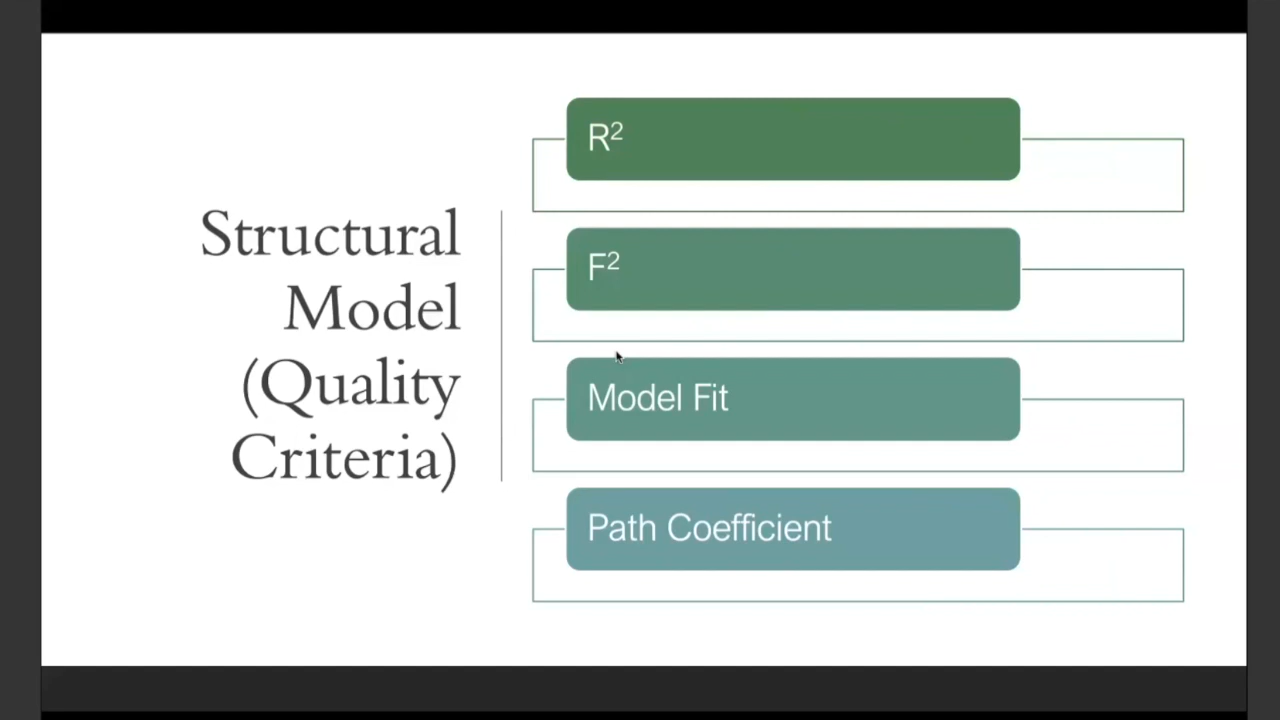 Structural
Model
(Quality
Criteria)
R²
F²
Model Fit
Path Coefficient